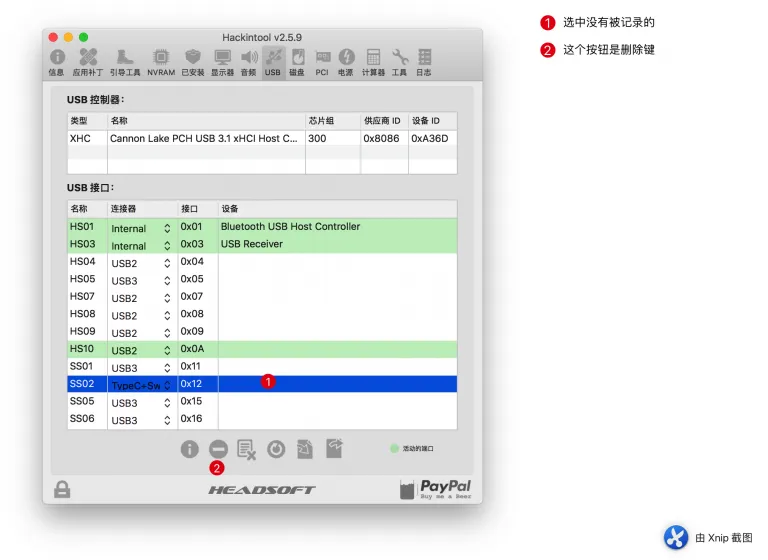 1 选中没有被记录的
2 这个按钮是删除键
Hackintool v2.5.9
信息 应用补丁 引导工具 NVRAM 已安装 显示器 音频 USB 磁盘 PCI 电源 计算器 工具 日志
USB 控制器：
类型 名称 芯片组 供应商 ID 设备 ID
XHC Cannon Lake PCH USB 3.1 xHCI Host C... 300 0x8086 0xA36D
USB 接口：
名称 连接器 接口 设备
HS01 Internal 0x01 Bluetooth USB Host Controller
HS03 Internal 0x03 USB Receiver
HS04 USB2 0x04
HS05 USB3 0x05
HS07 USB2 0x07
HS08 USB2 0x08
HS09 USB2 0x09
HS10 USB2 0x0A
SS01 USB3 0x11
SS02 TypeC+Sw 0x12 1
SS05 USB3 0x15
SS06 USB3 0x16
活动的端口
2
HEADSOFT
PayPal
Buy me a Beer
由 Xnip 截图